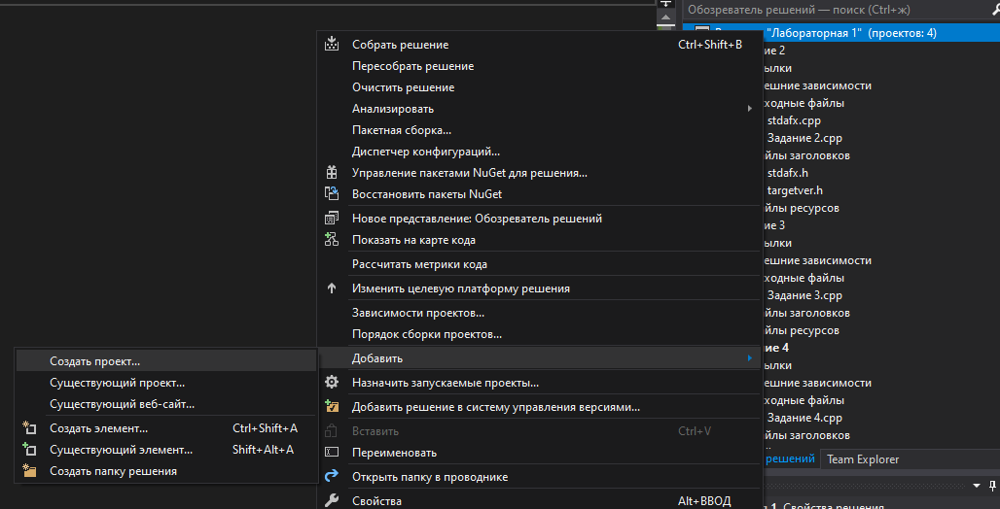 Обозреватель решений — поиск (Ctrl+ж)
"Лабораторная 1" (проектов: 4)
ие 2
ылки
ешние зависимости
ходные файлы
stdafx.cpp
Задание 2.cpp
йлы заголовков
stdafx.h
targetver.h
йлы ресурсов
ие 3
ылки
ешние зависимости
ходные файлы
Задание 3.cpp
йлы заголовков
йлы ресурсов
ие 4
ылки
ешние зависимости
ходные файлы
Задание 4.cpp
йлы заголовков
решений Team Explorer
1 Свойства решения
Собрать решение Ctrl+Shift+B
Пересобрать решение
Очистить решение
Анализировать
Пакетная сборка...
Диспетчер конфигураций...
Управление пакетами NuGet для решения...
Восстановить пакеты NuGet
Новое представление: Обозреватель решений
Показать на карте кода
Рассчитать метрики кода
Изменить целевую платформу решения
Зависимости проектов...
Порядок сборки проектов...
Добавить
Назначить запускаемые проекты...
Добавить решение в систему управления версиями...
Вставить Ctrl+V
Переименовать
Открыть папку в проводнике
Свойства Alt+ВВОД
Создать проект...
Существующий проект...
Существующий веб-сайт...
Создать элемент... Ctrl+Shift+A
Существующий элемент... Shift+Alt+A
Создать папку решения